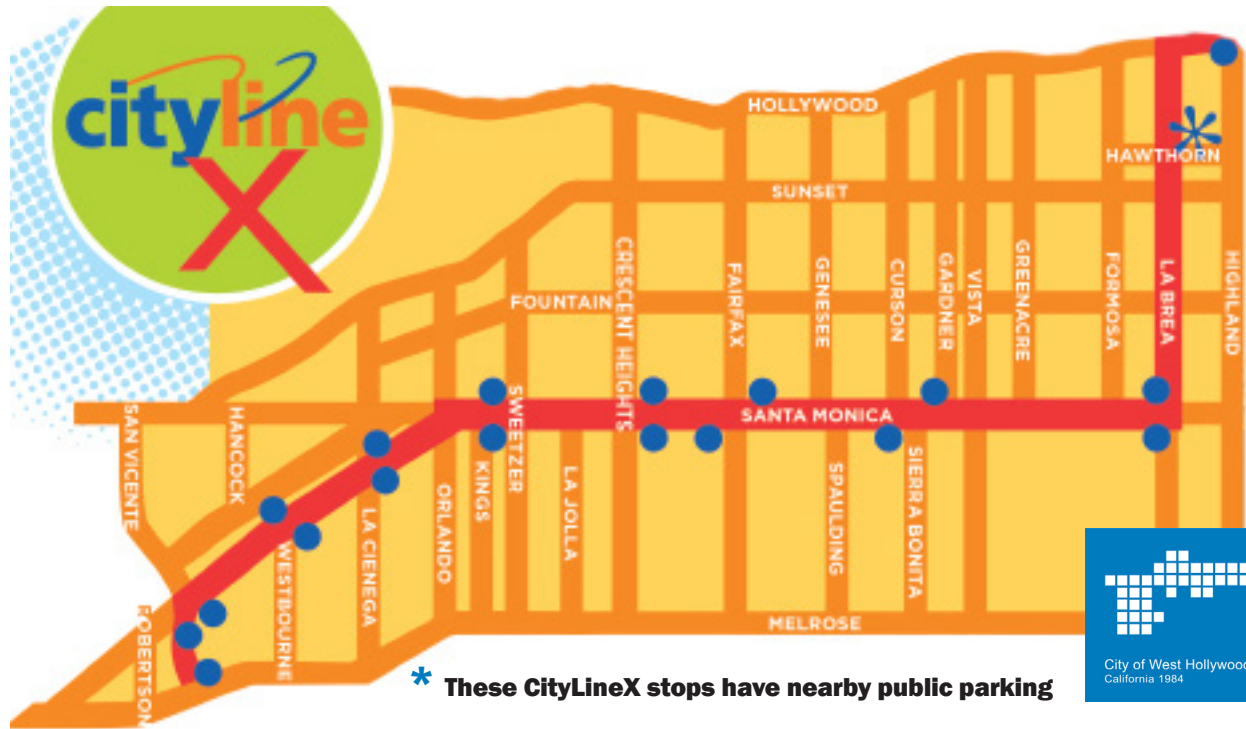 cityline
X
HOLLYWOOD
HAWTHORN
SUNSET
CRESCENT HEIGHTS
FAIRFAX
GENESEE
CURSON
GARDNER
VISTA
GREENACRE
FORMOSA
LA BREA
HIGHLAND
FOUNTAIN
SAN VICENTE
HANCOCK
SWEETZER
SANTA MONICA
KINGS
LA JOLLA
ORLANDO
LA CIENEGA
SPAULDING
SIERRA BONITA
WESTBOURNE
ROBERTSON
MELROSE
* These CityLineX stops have nearby public parking
*
City of West Hollywood
California 1984